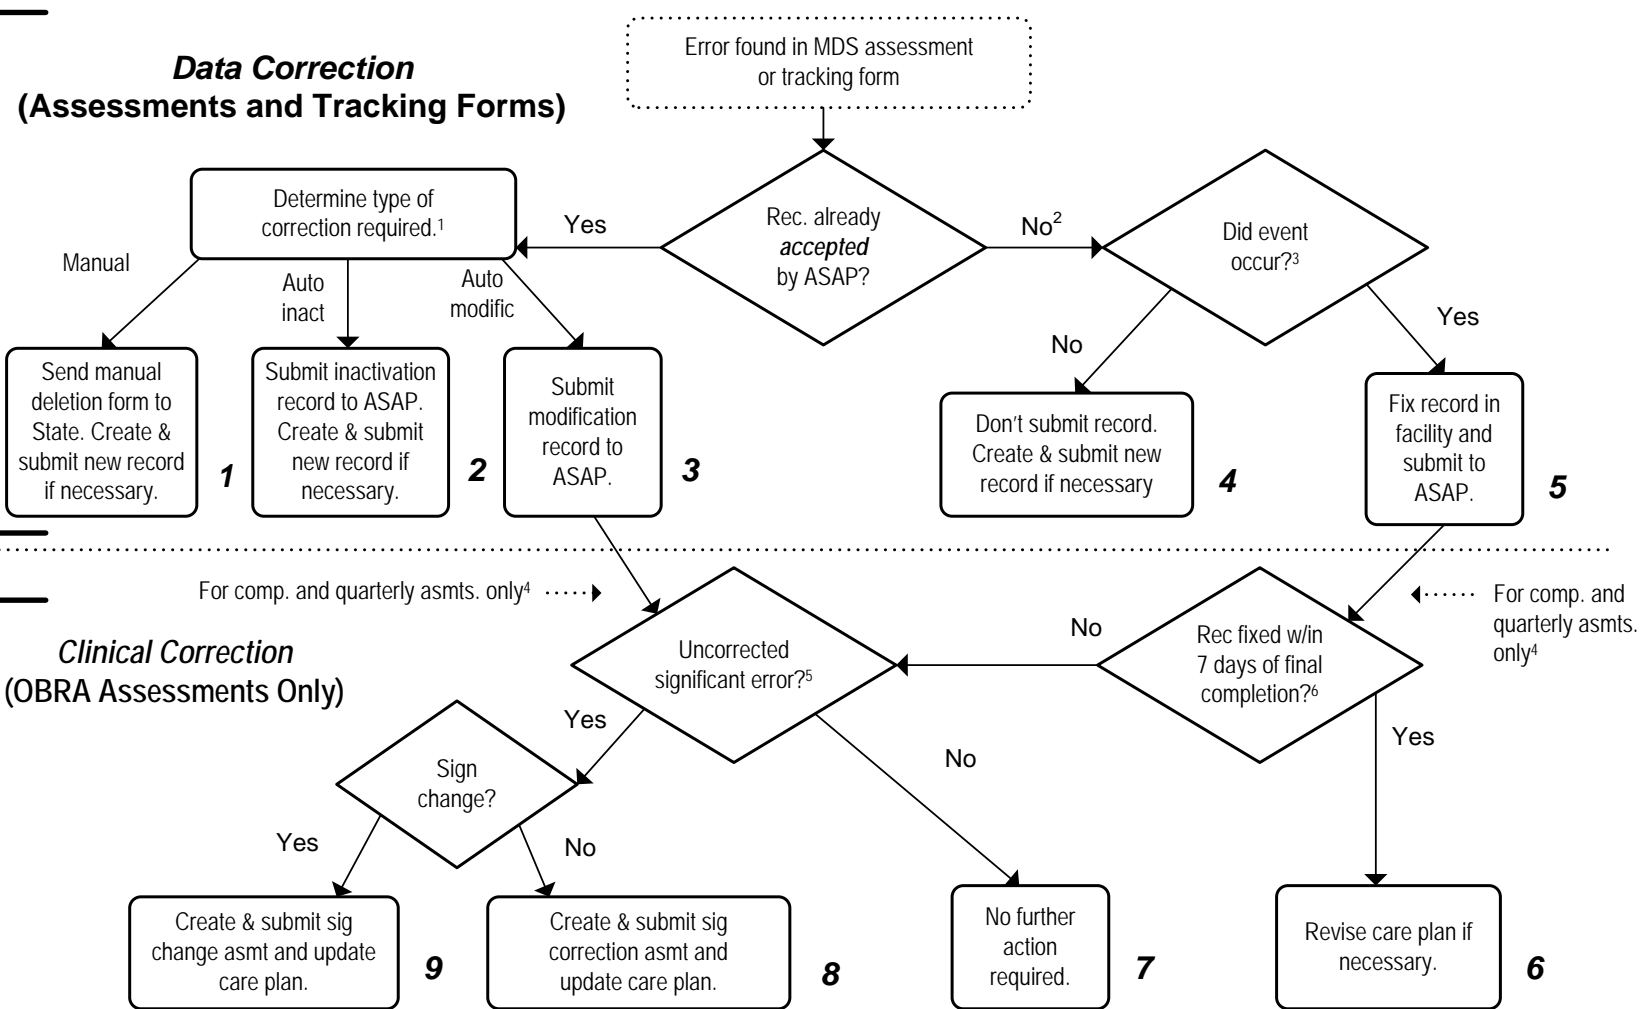 Data Correction
(Assessments and Tracking Forms)
Error found in MDS assessment
or tracking form
Determine type of
correction required.1
Yes
Rec. already
accepted
by ASAP?
No2
Did event
occur?3
Manual
Auto
inact
Auto
modific
No
Yes
Send manual
deletion form to
State. Create &
submit new record
if necessary.
1
Submit inactivation
record to ASAP.
Create & submit
new record if
necessary.
2
Submit
modification
record to
ASAP.
3
Don't submit record.
Create & submit new
record if necessary
4
Fix record in
facility and
submit to
ASAP.
5
For comp. and quarterly asmts. only4
For comp. and
quarterly asmts.
only4
Clinical Correction
(OBRA Assessments Only)
Uncorrected
significant error?5
No
Rec fixed w/in
7 days of final
completion?6
Yes
No
Yes
Sign
change?
Yes
No
Create & submit sig
change asmt and update
care plan.
9
Create & submit sig
correction asmt and
update care plan.
8
No further
action
required.
7
Revise care plan if
necessary.
6